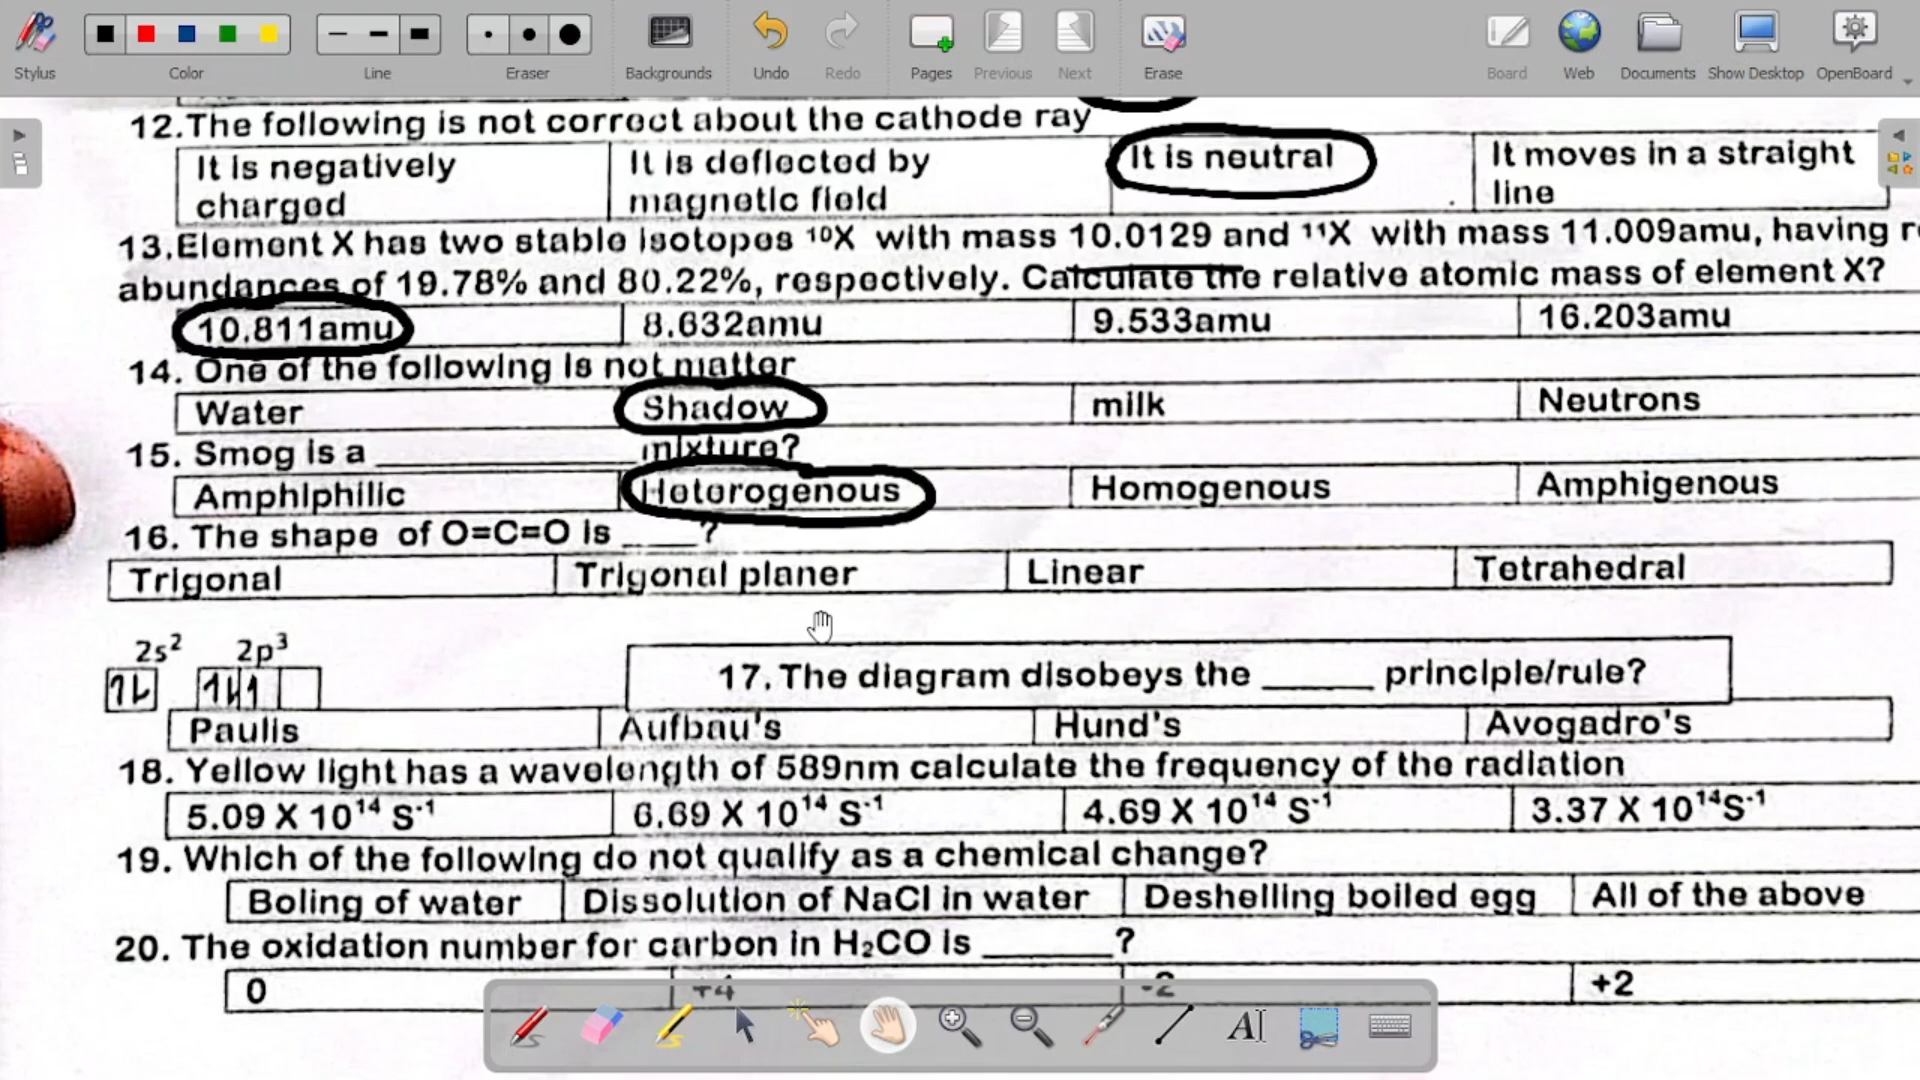 Stylus Color Line Eraser Backgrounds Undo Redo Pages Previous Next Erase Board Web Documents Show Desktop OpenBoard
12.The following is not correct about the cathode ray
It is negatively charged It is deflected by magnetic field It is neutral It moves in a straight line
13.Element X has two stable isotopes ¹⁰X with mass 10.0129 and ¹¹X with mass 11.009amu, having
abundances of 19.78% and 80.22%, respectively. Calculate the relative atomic mass of element X?
10.811amu 8.632amu 9.533amu 16.203amu
14. One of the following is not matter
Water Shadow milk Neutrons
15. Smog is a ____________ mixture?
Amphiphilic Heterogenous Homogenous Amphigenous
16. The shape of O=C=O is ____?
Trigonal Trigonal planer Linear Tetrahedral
2s² 2p³
17. The diagram disobeys the _____ principle/rule?
Paulis Aufbau's Hund's Avogadro's
18. Yellow light has a wavelength of 589nm calculate the frequency of the radiation
5.09 X 10¹⁴ S⁻¹ 6.69 X 10¹⁴ S⁻¹ 4.69 X 10¹⁴ S⁻¹ 3.37 X 10¹⁴S⁻¹
19. Which of the following do not qualify as a chemical change?
Boling of water Dissolution of NaCl in water Deshelling boiled egg All of the above
20. The oxidation number for carbon in H₂CO is ______?
0 +4 -2 +2